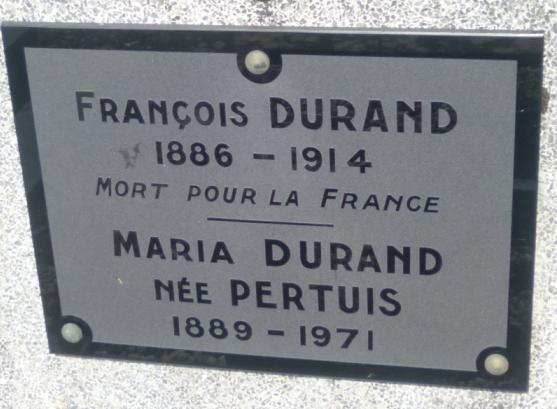 François DURAND
1886 – 1914
MORT POUR LA FRANCE
MARIA DURAND
NÉE PERTUIS
1889 – 1971